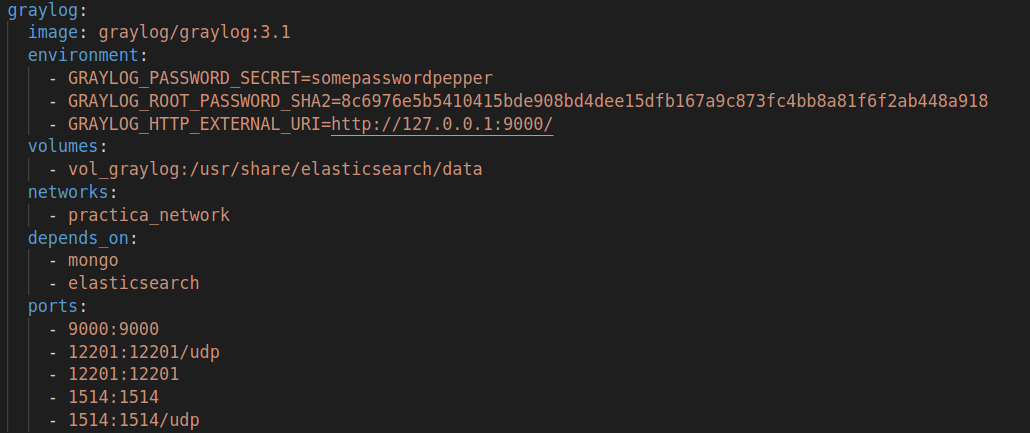 graylog:
  image: graylog/graylog:3.1
  environment:
    - GRAYLOG_PASSWORD_SECRET=somepasswordpepper
    - GRAYLOG_ROOT_PASSWORD_SHA2=8c6976e5b5410415bde908bd4dee15dfb167a9c873fc4bb8a81f6f2ab448a918
    - GRAYLOG_HTTP_EXTERNAL_URI=http://127.0.0.1:9000/
  volumes:
    - vol_graylog:/usr/share/elasticsearch/data
  networks:
    - practica_network
  depends_on:
    - mongo
    - elasticsearch
  ports:
    - 9000:9000
    - 12201:12201/udp
    - 12201:12201
    - 1514:1514
    - 1514:1514/udp